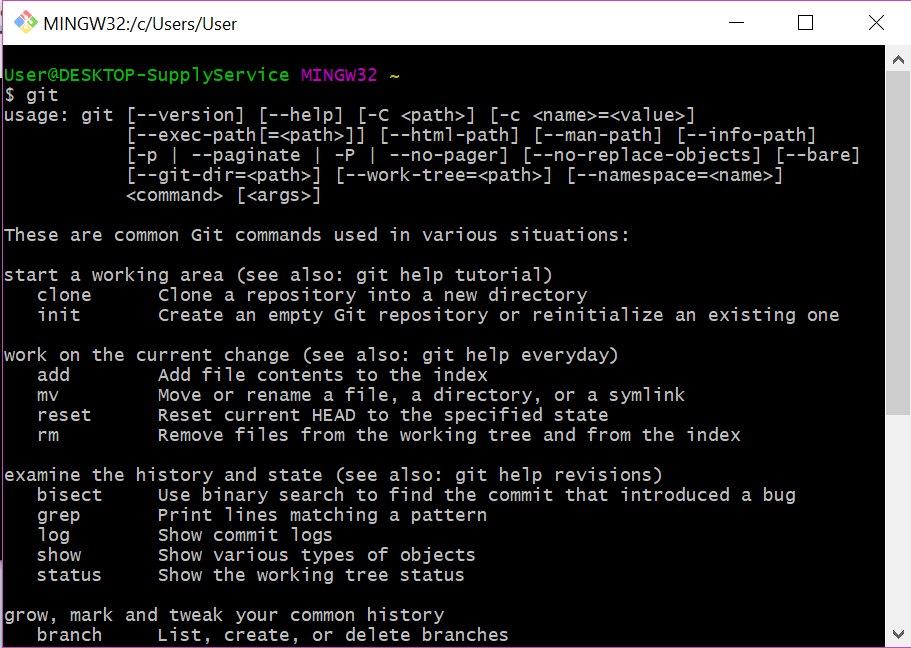 MINGW32:/c/Users/User
User@DESKTOP-SupplyService MINGW32 ~
$ git
usage: git [--version] [--help] [-C <path>] [-c <name>=<value>]
           [--exec-path[=<path>]] [--html-path] [--man-path] [--info-path]
           [-p | --paginate | -P | --no-pager] [--no-replace-objects] [--bare]
           [--git-dir=<path>] [--work-tree=<path>] [--namespace=<name>]
           <command> [<args>]
These are common Git commands used in various situations:
start a working area (see also: git help tutorial)
   clone      Clone a repository into a new directory
   init       Create an empty Git repository or reinitialize an existing one
work on the current change (see also: git help everyday)
   add        Add file contents to the index
   mv         Move or rename a file, a directory, or a symlink
   reset      Reset current HEAD to the specified state
   rm         Remove files from the working tree and from the index
examine the history and state (see also: git help revisions)
   bisect     Use binary search to find the commit that introduced a bug
   grep       Print lines matching a pattern
   log        Show commit logs
   show       Show various types of objects
   status     Show the working tree status
grow, mark and tweak your common history
   branch     List, create, or delete branches